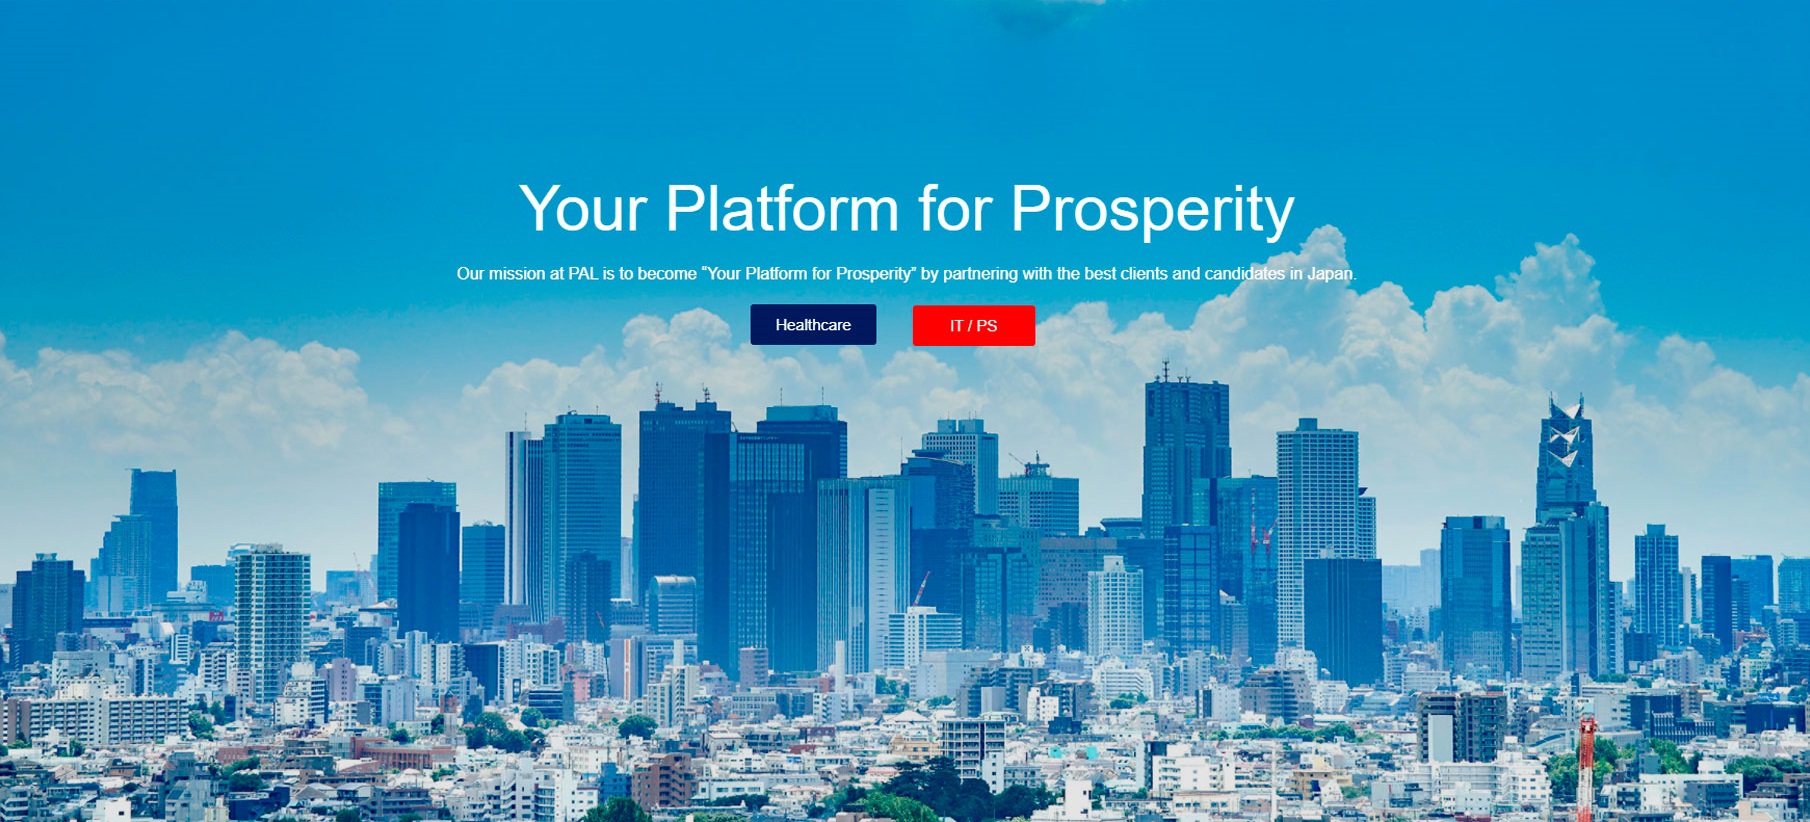 Your Platform for Prosperity
Our mission at PAL is to become “Your Platform for Prosperity” by partnering with the best clients and candidates in Japan.
Healthcare
IT / PS